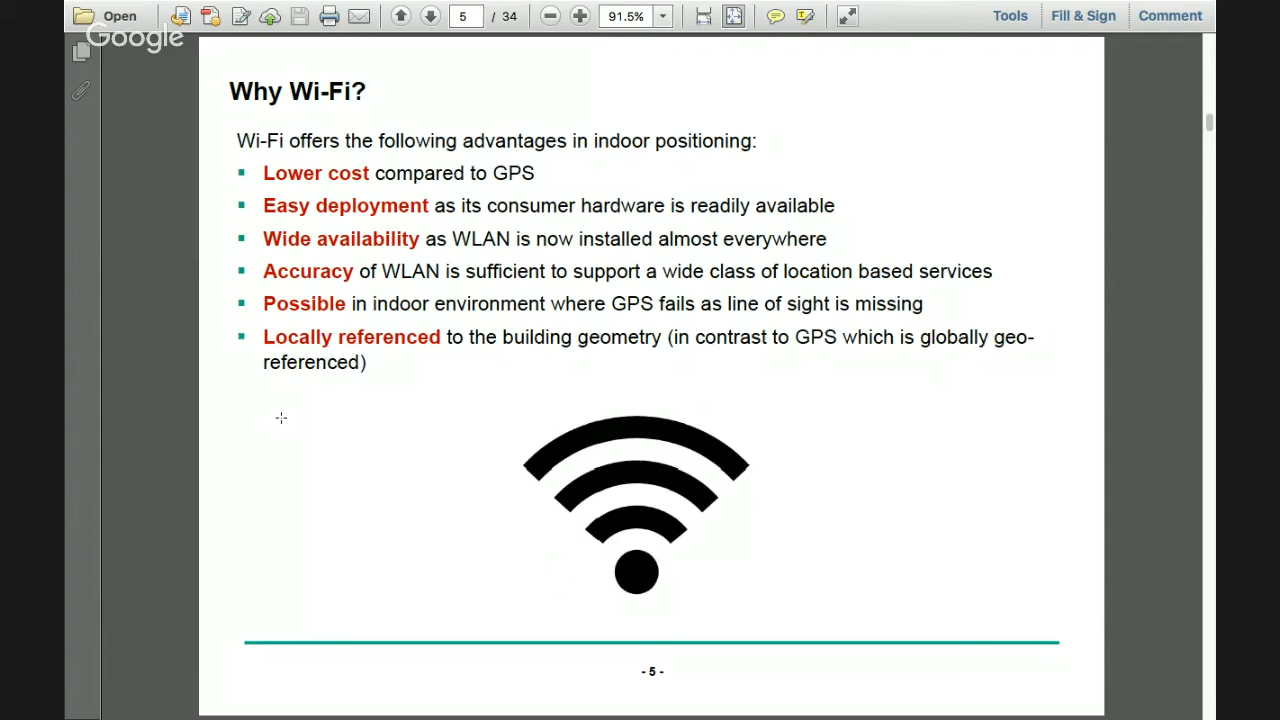 Open
5 / 34
91.5%
Tools
Fill & Sign
Comment
Google
Why Wi-Fi?
Wi-Fi offers the following advantages in indoor positioning:
Lower cost compared to GPS
Easy deployment as its consumer hardware is readily available
Wide availability as WLAN is now installed almost everywhere
Accuracy of WLAN is sufficient to support a wide class of location based services
Possible in indoor environment where GPS fails as line of sight is missing
Locally referenced to the building geometry (in contrast to GPS which is globally geo-
referenced)
- 5 -